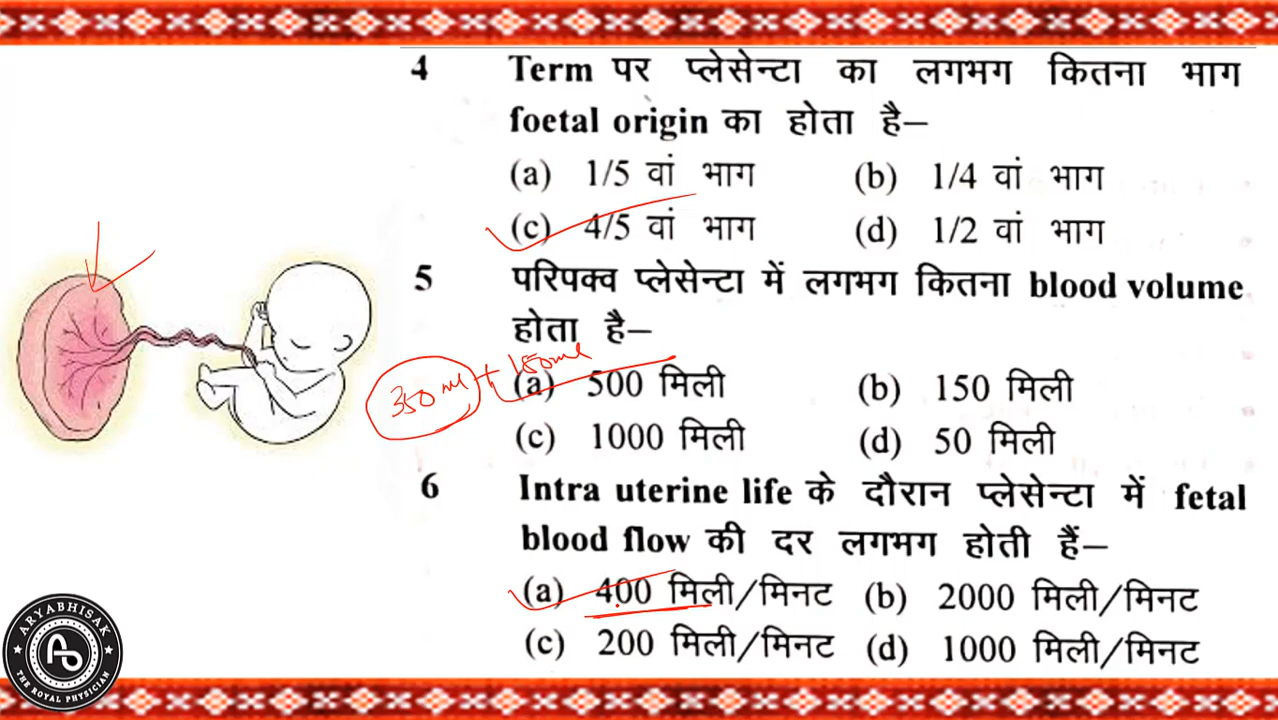 4 Term पर प्लेसेन्टा का लगभग कितना भाग
foetal origin का होता है–
(a) 1/5 वां भाग (b) 1/4 वां भाग
(c) 4/5 वां भाग (d) 1/2 वां भाग
5 परिपक्व प्लेसेन्टा में लगभग कितना blood volume
होता है–
350 ml + 150ml
(a) 500 मिली (b) 150 मिली
(c) 1000 मिली (d) 50 मिली
6 Intra uterine life के दौरान प्लेसेन्टा में fetal
blood flow की दर लगभग होती हैं–
(a) 400 मिली/मिनट (b) 2000 मिली/मिनट
(c) 200 मिली/मिनट (d) 1000 मिली/मिनट
ARYABHISAK
THE ROYAL PHYSICIAN